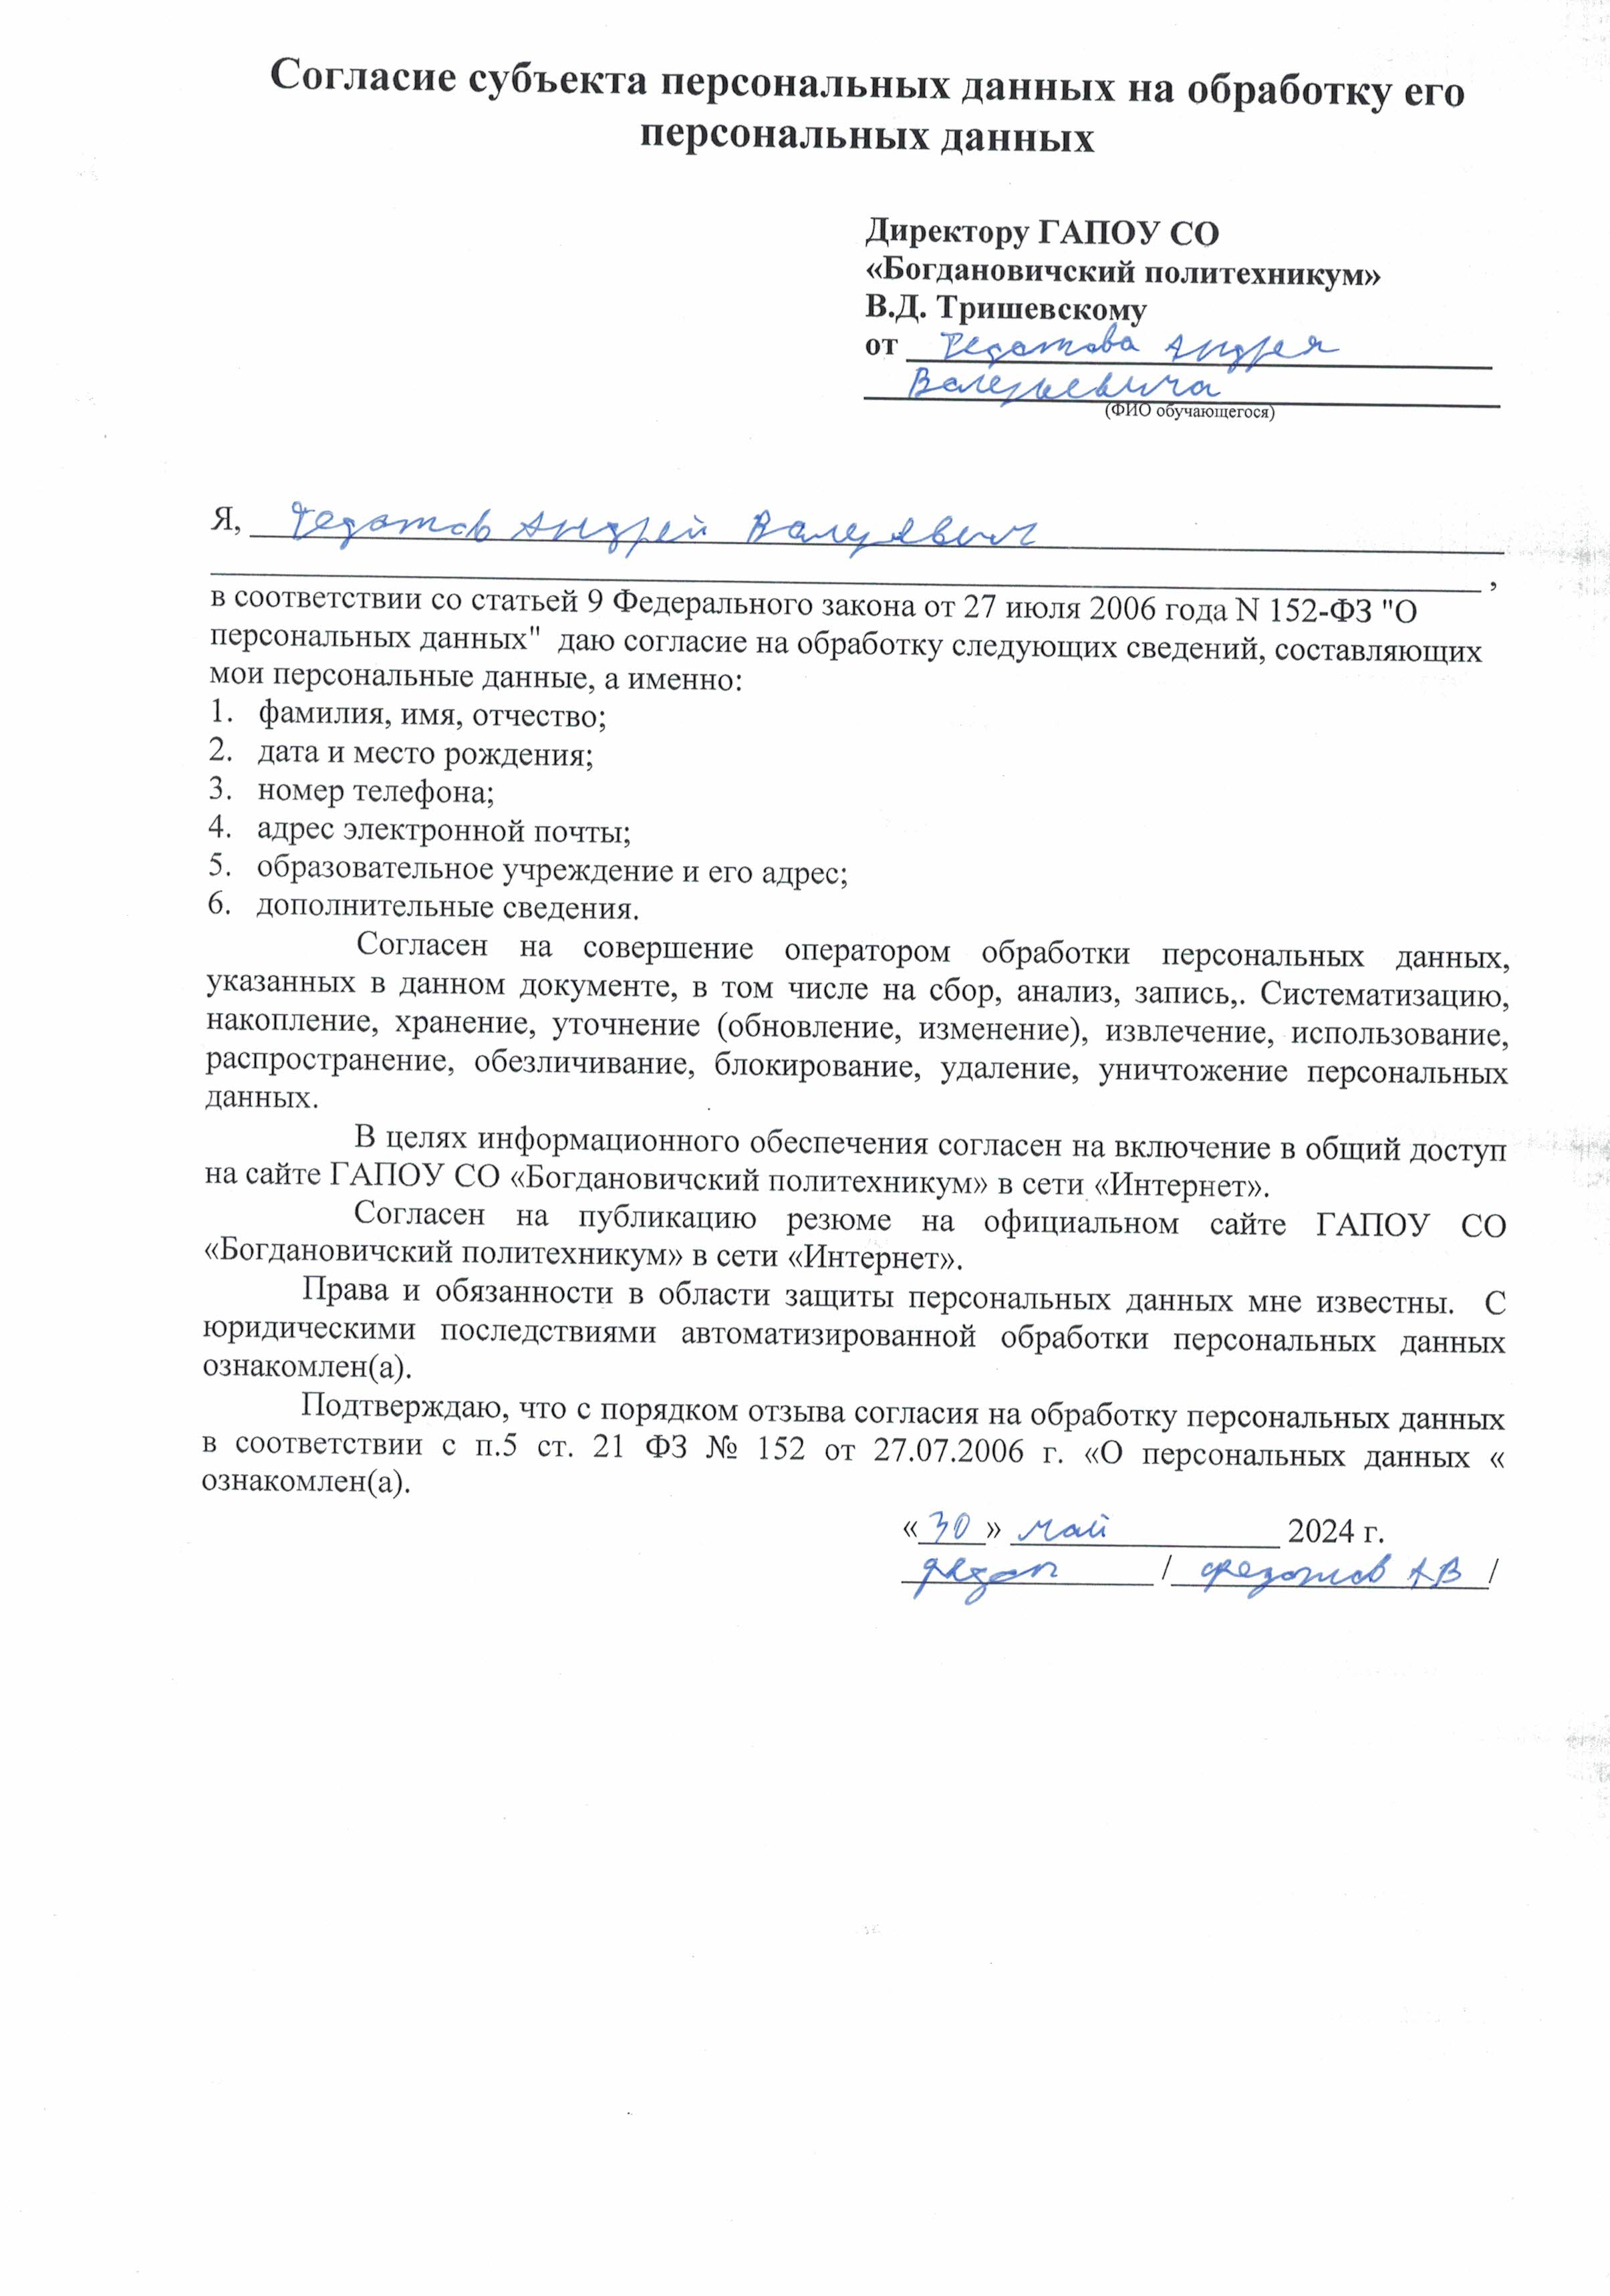 Согласие субъекта персональных данных на обработку его
персональных данных
Директору ГАПОУ СО
«Богдановичский политехникум»
В.Д. Тришевскому
от Федотова Андрея
Валерьевича
(ФИО обучающегося)
Я, Федотов Андрей Валерьевич
,
в соответствии со статьей 9 Федерального закона от 27 июля 2006 года N 152-ФЗ "О
персональных данных" даю согласие на обработку следующих сведений, составляющих
мои персональные данные, а именно:
1. фамилия, имя, отчество;
2. дата и место рождения;
3. номер телефона;
4. адрес электронной почты;
5. образовательное учреждение и его адрес;
6. дополнительные сведения.
Согласен на совершение оператором обработки персональных данных,
указанных в данном документе, в том числе на сбор, анализ, запись,. Систематизацию,
накопление, хранение, уточнение (обновление, изменение), извлечение, использование,
распространение, обезличивание, блокирование, удаление, уничтожение персональных
данных.
В целях информационного обеспечения согласен на включение в общий доступ
на сайте ГАПОУ СО «Богдановичский политехникум» в сети «Интернет».
Согласен на публикацию резюме на официальном сайте ГАПОУ СО
«Богдановичский политехникум» в сети «Интернет».
Права и обязанности в области защиты персональных данных мне известны. С
юридическими последствиями автоматизированной обработки персональных данных
ознакомлен(а).
Подтверждаю, что с порядком отзыва согласия на обработку персональных данных
в соответствии с п.5 ст. 21 ФЗ № 152 от 27.07.2006 г. «О персональных данных «
ознакомлен(а).
«30» май 2024 г.
/ Федотов АВ /